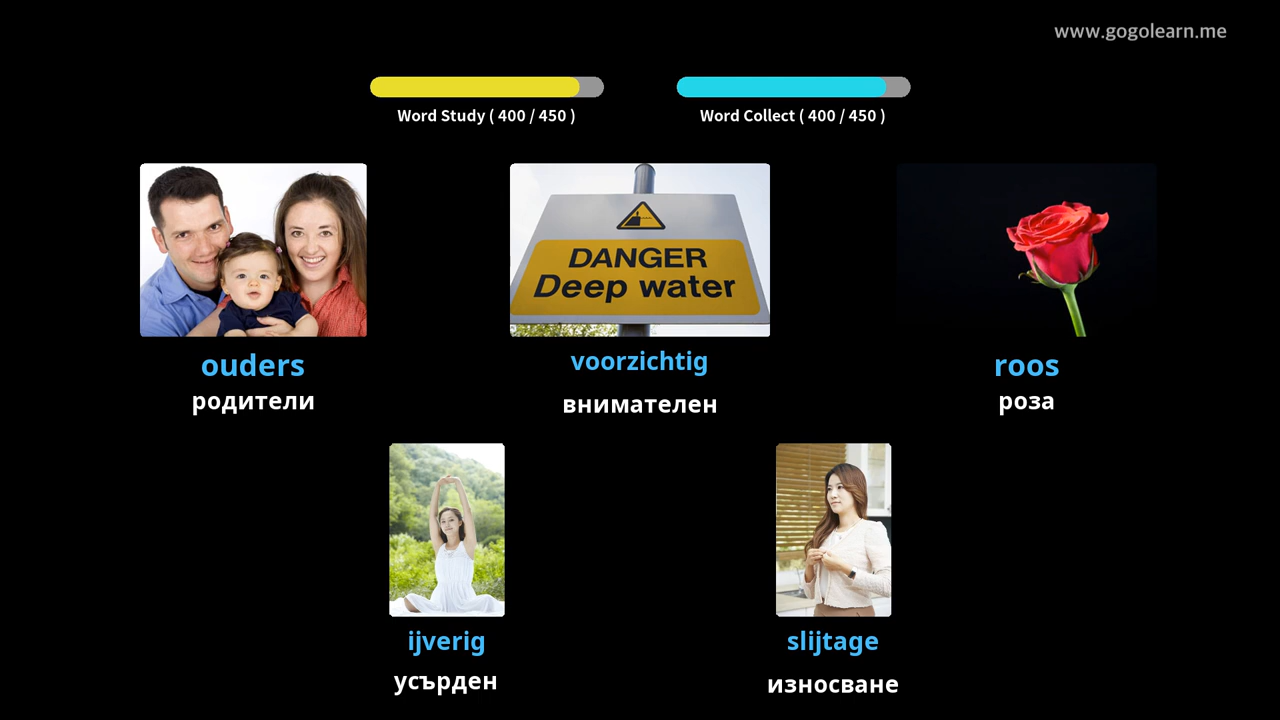 www.gogolearn.me
Word Study ( 400 / 450 )
Word Collect ( 400 / 450 )
DANGER
Deep water
ouders
родители
voorzichtig
внимателен
roos
роза
ijverig
усърден
slijtage
износване